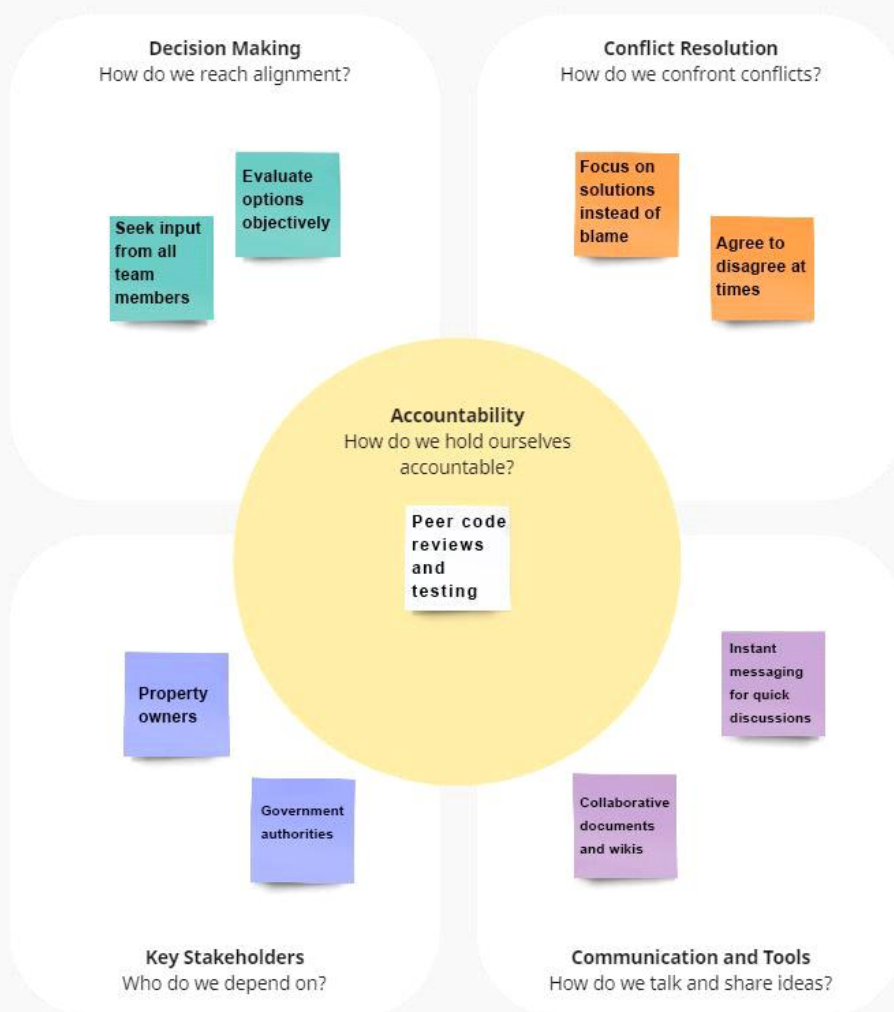 Decision Making
How do we reach alignment?
Evaluate
options
objectively
Seek input
from all
team
members
Conflict Resolution
How do we confront conflicts?
Focus on
solutions
instead of
blame
Agree to
disagree at
times
Accountability
How do we hold ourselves
accountable?
Peer code
reviews
and
testing
Property
owners
Government
authorities
Key Stakeholders
Who do we depend on?
Instant
messaging
for quick
discussions
Collaborative
documents
and wikis
Communication and Tools
How do we talk and share ideas?